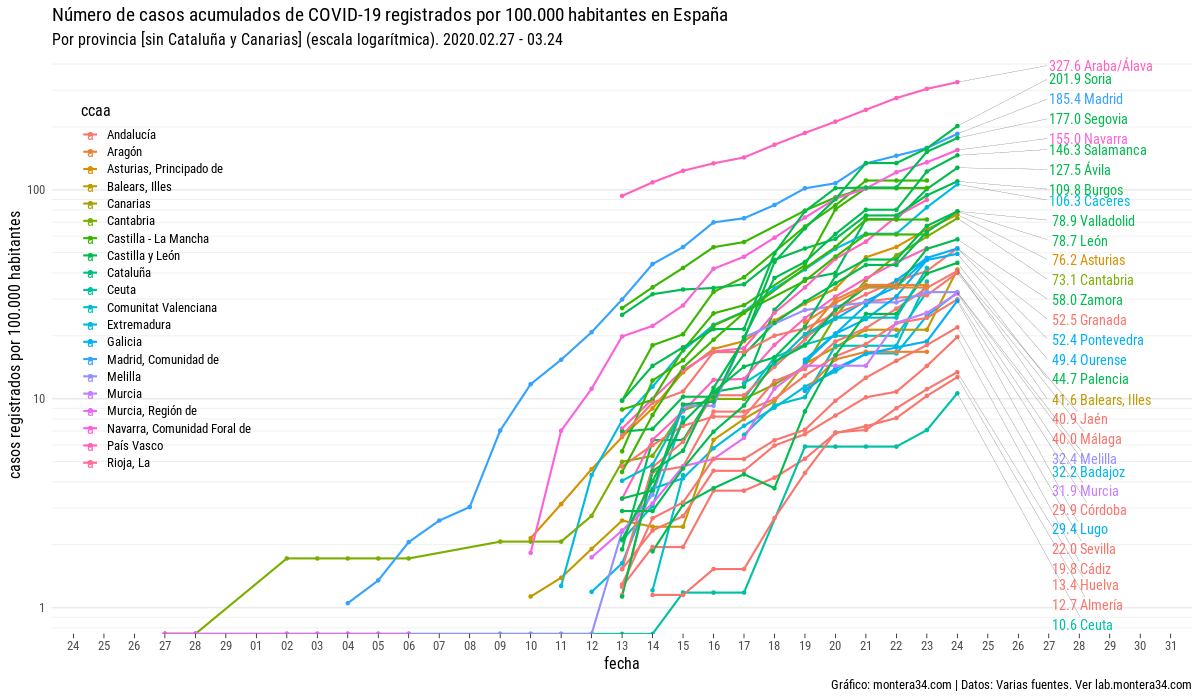 Número de casos acumulados de COVID-19 registrados por 100.000 habitantes en España
Por provincia [sin Cataluña y Canarias] (escala logarítmica). 2020.02.27 - 03.24
casos registrados por 100.000 habitantes
100
10
1
ccaa
Andalucía
Aragón
Asturias, Principado de
Balears, Illes
Canarias
Cantabria
Castilla - La Mancha
Castilla y León
Cataluña
Ceuta
Comunitat Valenciana
Extremadura
Galicia
Madrid, Comunidad de
Melilla
Murcia
Murcia, Región de
Navarra, Comunidad Foral de
País Vasco
Rioja, La
327.6 Araba/Álava
201.9 Soria
185.4 Madrid
177.0 Segovia
155.0 Navarra
146.3 Salamanca
127.5 Ávila
109.8 Burgos
106.3 Cáceres
78.9 Valladolid
78.7 León
76.2 Asturias
73.1 Cantabria
58.0 Zamora
52.5 Granada
52.4 Pontevedra
49.4 Ourense
44.7 Palencia
41.6 Balears, Illes
40.9 Jaén
40.0 Málaga
32.4 Melilla
32.2 Badajoz
31.9 Murcia
29.9 Córdoba
29.4 Lugo
22.0 Sevilla
19.8 Cádiz
13.4 Huelva
12.7 Almería
10.6 Ceuta
24 25 26 27 28 29 01 02 03 04 05 06 07 08 09 10 11 12 13 14 15 16 17 18 19 20 21 22 23 24 25 26 27 28 29 30 31
fecha
Gráfico: montera34.com | Datos: Varias fuentes. Ver lab.montera34.com